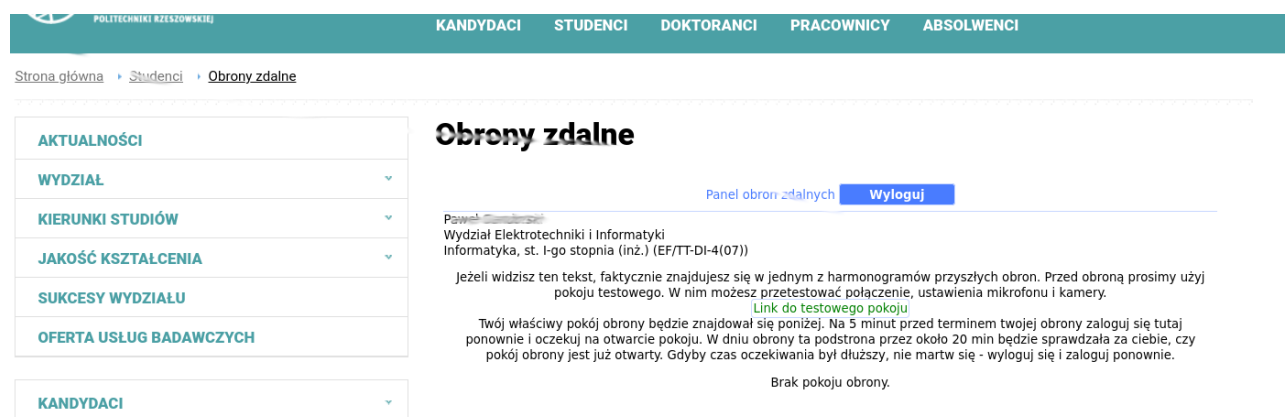 POLITECHNIKI RZESZOWSKIEJ
KANDYDACI STUDENCI DOKTORANCI PRACOWNICY ABSOLWENCI
Strona główna Studenci Obrony zdalne
AKTUALNOŚCI
WYDZIAŁ
KIERUNKI STUDIÓW
JAKOŚĆ KSZTAŁCENIA
SUKCESY WYDZIAŁU
OFERTA USŁUG BADAWCZYCH
KANDYDACI
Obrony zdalne
Panel obron zdalnych Wyloguj
Paweł
Wydział Elektrotechniki i Informatyki
Informatyka, st. I-go stopnia (inż.) (EF/TT-DI-4(07))
Jeżeli widzisz ten tekst, faktycznie znajdujesz się w jednym z harmonogramów przyszłych obron. Przed obroną prosimy użyj
pokoju testowego. W nim możesz przetestować połączenie, ustawienia mikrofonu i kamery.
Link do testowego pokoju
Twój właściwy pokój obrony będzie znajdował się poniżej. Na 5 minut przed terminem twojej obrony zaloguj się tutaj
ponownie i oczekuj na otwarcie pokoju. W dniu obrony ta podstrona przez około 20 min będzie sprawdzała za ciebie, czy
pokój obrony jest już otwarty. Gdyby czas oczekiwania był dłuższy, nie martw się - wyloguj się i zaloguj ponownie.
Brak pokoju obrony.